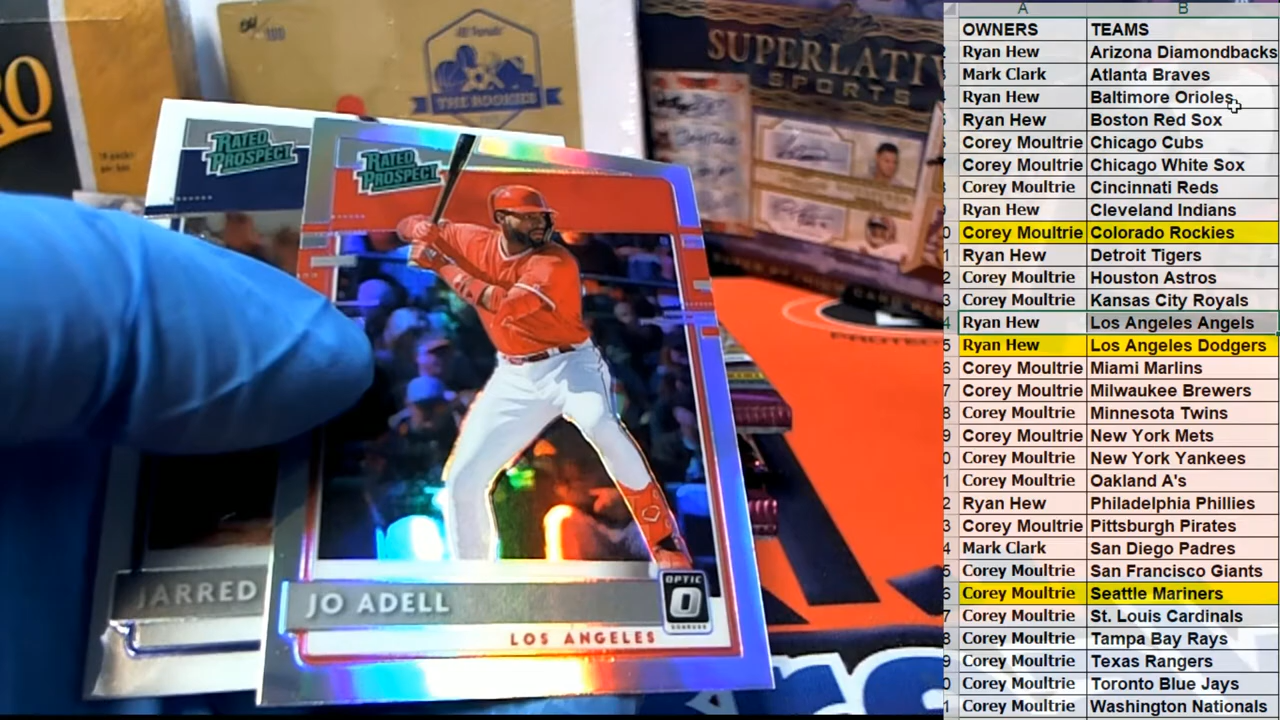 RO
/100
THE ROOKIES
SUPERLATIV
SPORTS
RATED
PROSPECT
RATED
PROSPECT
JARRED
JO ADELL
LOS ANGELES
OPTIC
DONRUSS
A B
OWNERS TEAMS
Ryan Hew Arizona Diamondbacks
Mark Clark Atlanta Braves
Ryan Hew Baltimore Orioles
Ryan Hew Boston Red Sox
Corey Moultrie Chicago Cubs
Corey Moultrie Chicago White Sox
Corey Moultrie Cincinnati Reds
Ryan Hew Cleveland Indians
Corey Moultrie Colorado Rockies
Ryan Hew Detroit Tigers
Corey Moultrie Houston Astros
Corey Moultrie Kansas City Royals
Ryan Hew Los Angeles Angels
Ryan Hew Los Angeles Dodgers
Corey Moultrie Miami Marlins
Corey Moultrie Milwaukee Brewers
Corey Moultrie Minnesota Twins
Corey Moultrie New York Mets
Corey Moultrie New York Yankees
Corey Moultrie Oakland A's
Ryan Hew Philadelphia Phillies
Corey Moultrie Pittsburgh Pirates
Mark Clark San Diego Padres
Corey Moultrie San Francisco Giants
Corey Moultrie Seattle Mariners
Corey Moultrie St. Louis Cardinals
Corey Moultrie Tampa Bay Rays
Corey Moultrie Texas Rangers
Corey Moultrie Toronto Blue Jays
Corey Moultrie Washington Nationals